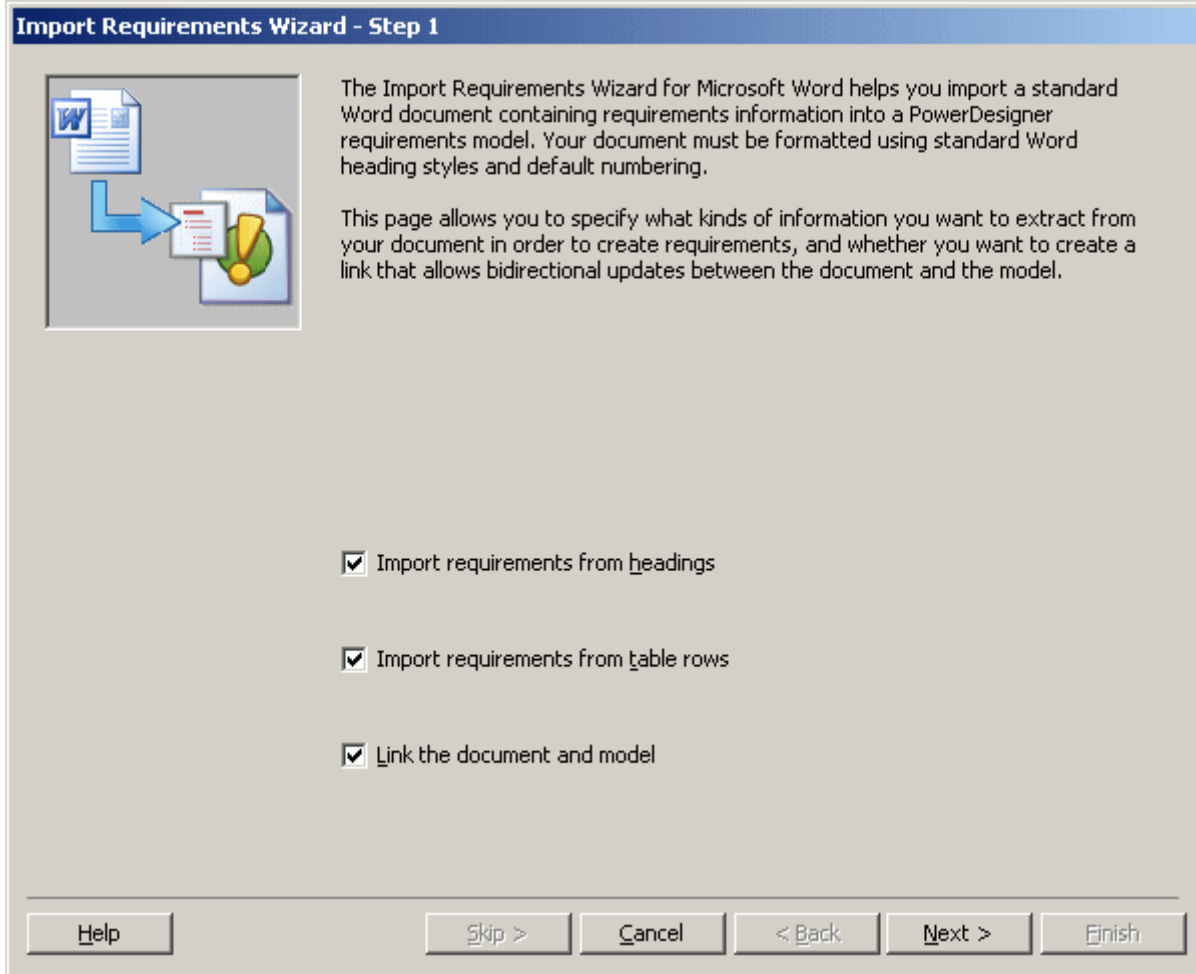 Import Requirements Wizard - Step 1
The Import Requirements Wizard for Microsoft Word helps you import a standard
Word document containing requirements information into a PowerDesigner
requirements model. Your document must be formatted using standard Word
heading styles and default numbering.
This page allows you to specify what kinds of information you want to extract from
your document in order to create requirements, and whether you want to create a
link that allows bidirectional updates between the document and the model.
Import requirements from headings
Import requirements from table rows
Link the document and model
Help Skip > Cancel < Back Next > Finish